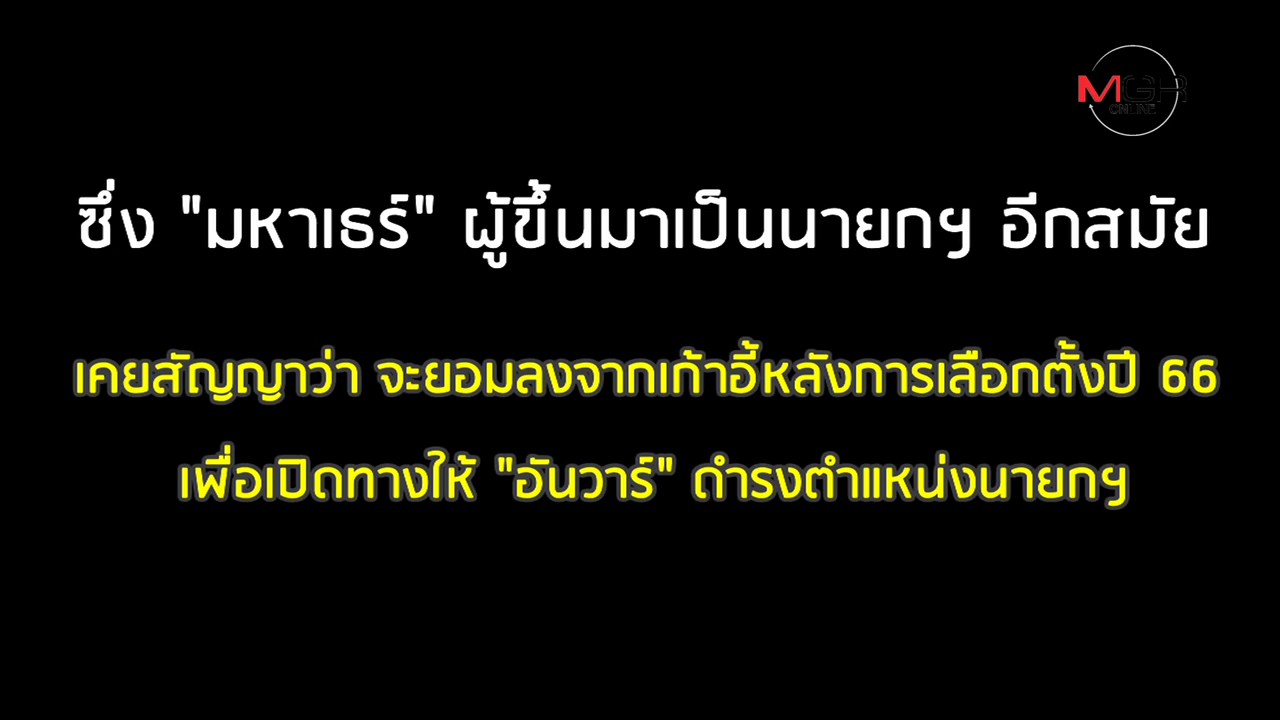 MGR
ONLINE
ซึ่ง "มหาเธร์" ผู้ขึ้นมาเป็นนายกฯ อีกสมัย
เคยสัญญาว่า จะยอมลงจากเก้าอี้หลังการเลือกตั้งปี 66
เพื่อเปิดทางให้ "อันวาร์" ดำรงตำแหน่งนายกฯ